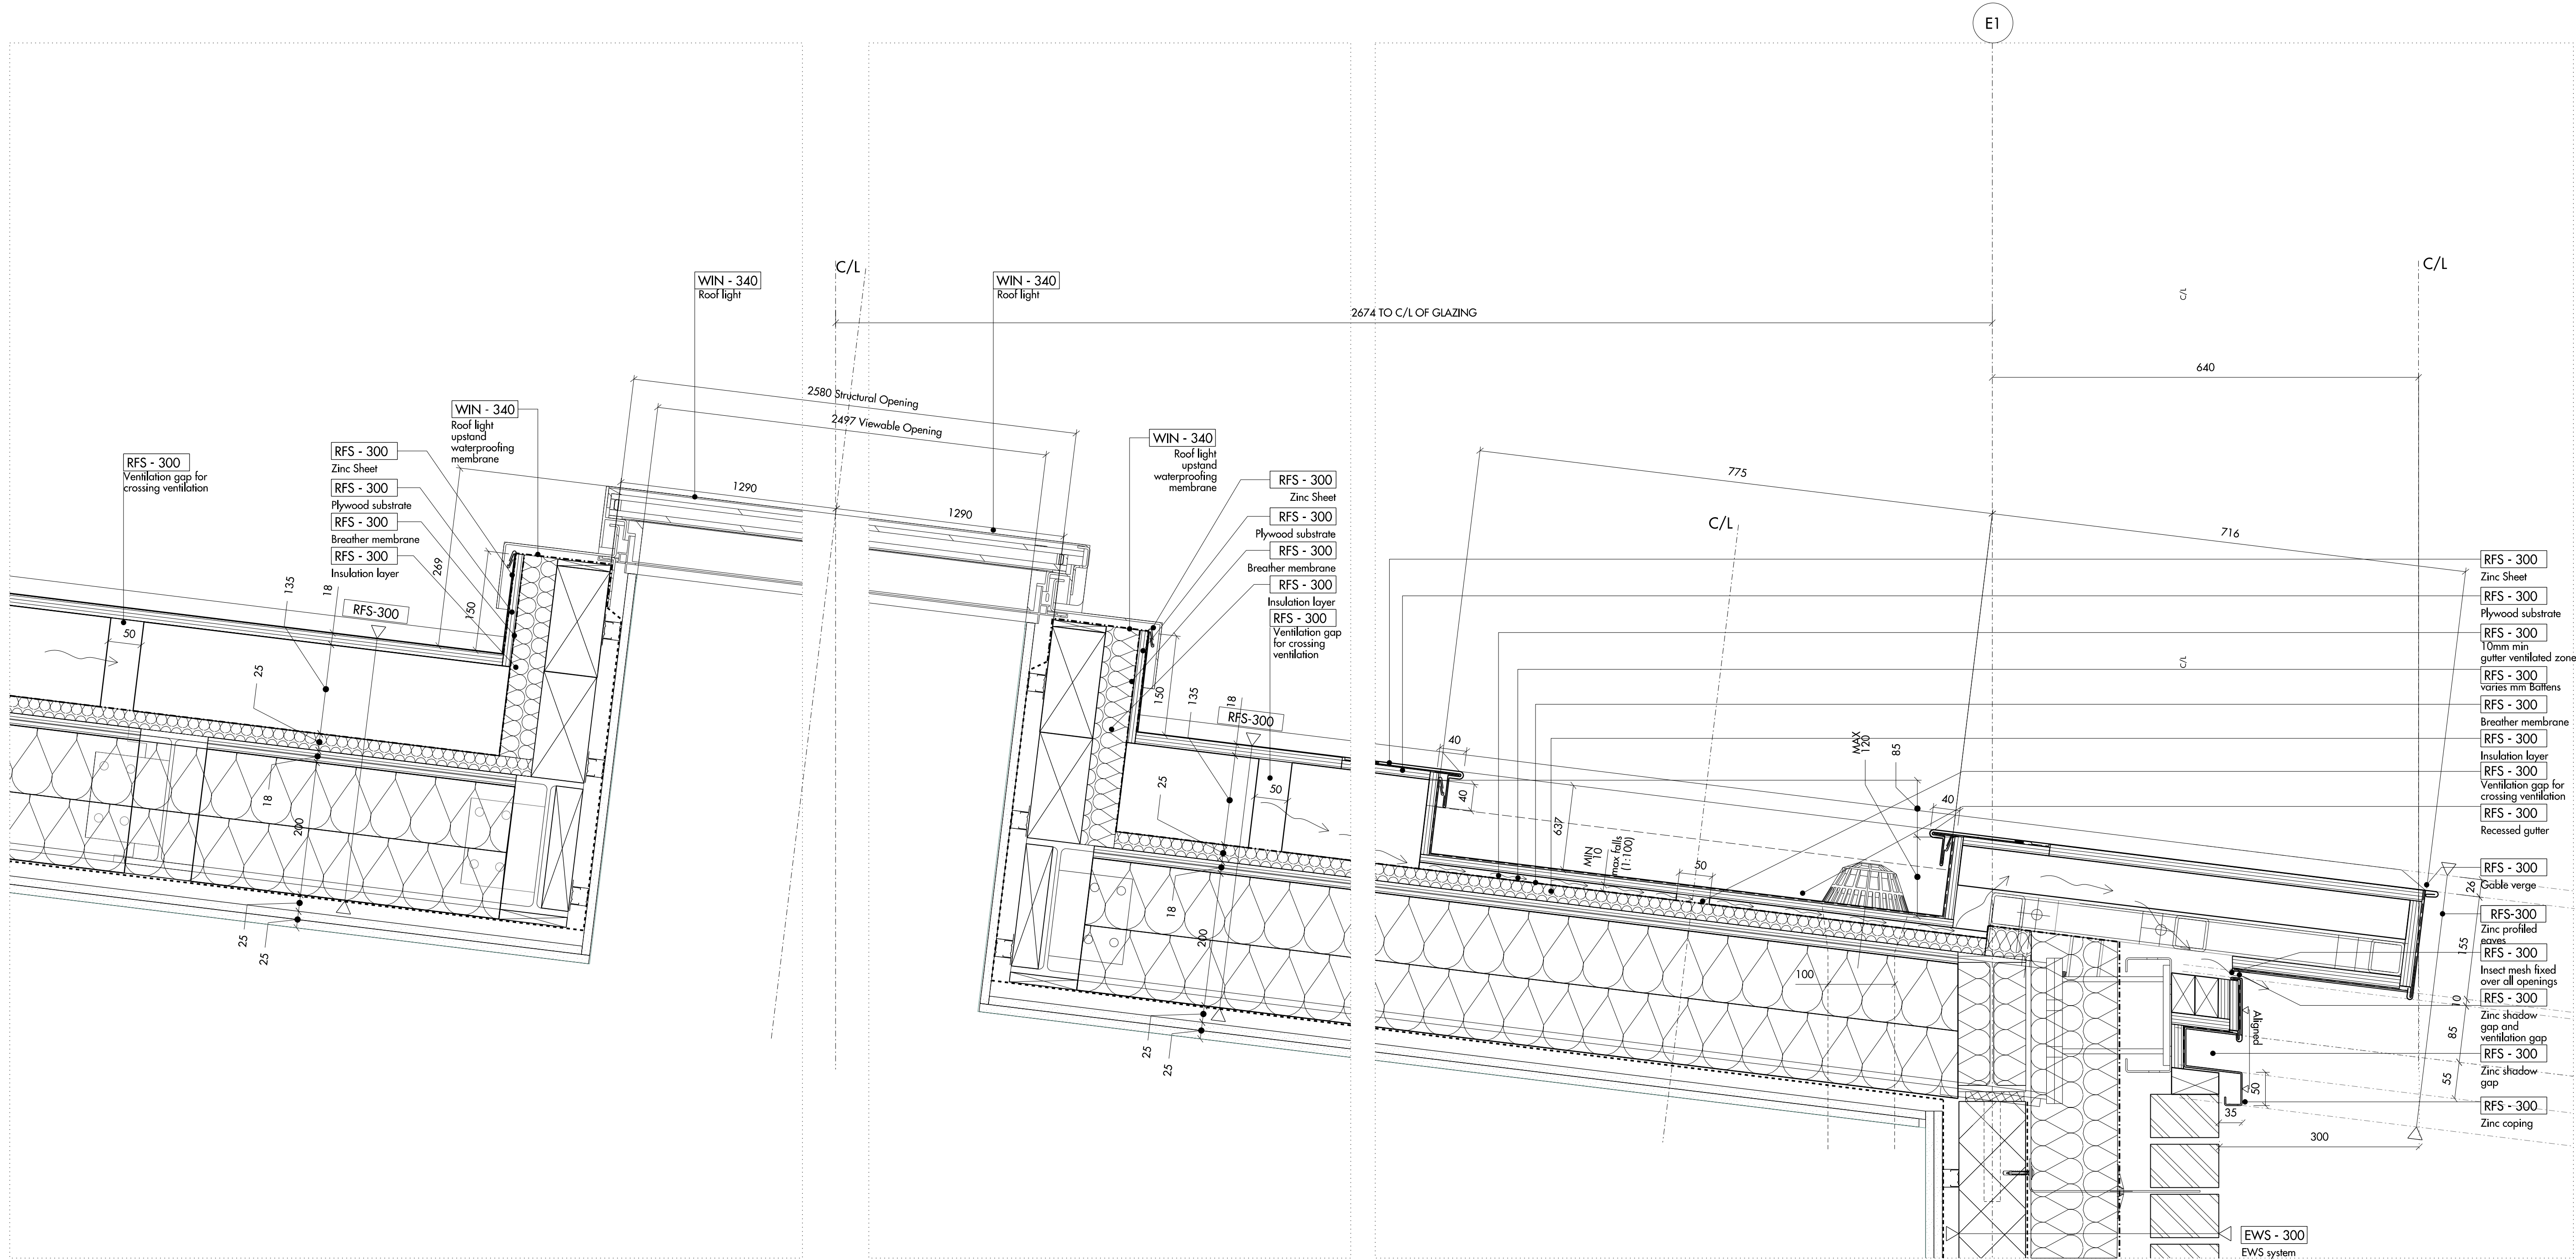 E1
C/L
C/L
C/L
WIN - 340
Roof light
WIN - 340
Roof light
2674 TO C/L OF GLAZING
640
2580 Structural Opening
2497 Viewable Opening
1290
1290
WIN - 340
Roof light
upstand
waterproofing
membrane
RFS - 300
Zinc Sheet
RFS - 300
Plywood substrate
RFS - 300
Breather membrane
RFS - 300
Insulation layer
RFS - 300
Ventilation gap for
crossing ventilation
269
150
135
18
RFS-300
50
25
18
200
25
25
WIN - 340
Roof light
upstand
waterproofing
membrane
RFS - 300
Zinc Sheet
RFS - 300
Plywood substrate
RFS - 300
Breather membrane
RFS - 300
Insulation layer
RFS - 300
Ventilation gap
for crossing
ventilation
150
135
18
RFS-300
25
50
18
200
25
25
775
716
C/L
C/L
40
40
637
MIN
10
max falls
(1:100)
50
MAX
120
85
40
100
RFS - 300
Zinc Sheet
RFS - 300
Plywood substrate
RFS - 300
10mm min
gutter ventilated zone
RFS - 300
varies mm Battens
RFS - 300
Breather membrane
RFS - 300
Insulation layer
RFS - 300
Ventilation gap for
crossing ventilation
RFS - 300
Recessed gutter
RFS - 300
Gable verge
RFS-300
Zinc profiled
eaves
RFS - 300
Insect mesh fixed
over all openings
RFS - 300
Zinc shadow
gap and
ventilation gap
RFS - 300
Zinc shadow
gap
RFS - 300
Zinc coping
26
155
10
85
55
Aligned
50
35
300
EWS - 300
EWS system